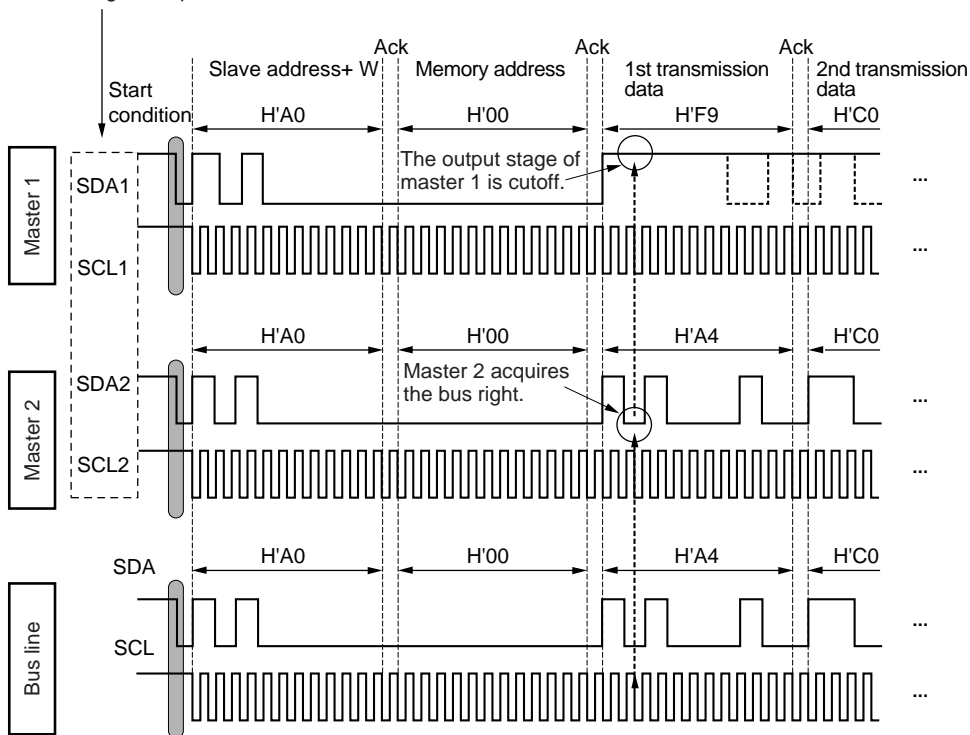 Ack Ack Ack
Slave address+ W Memory address 1st transmission data 2nd transmission data
Start condition
H'A0 H'00 H'F9 H'C0
The output stage of
master 1 is cutoff.
Master 1
SDA1
...
SCL1
...
H'A0 H'00 H'A4 H'C0
Master 2 acquires
the bus right.
Master 2
SDA2
...
SCL2
...
H'A0 H'00 H'A4 H'C0
Bus line
SDA
...
SCL
...